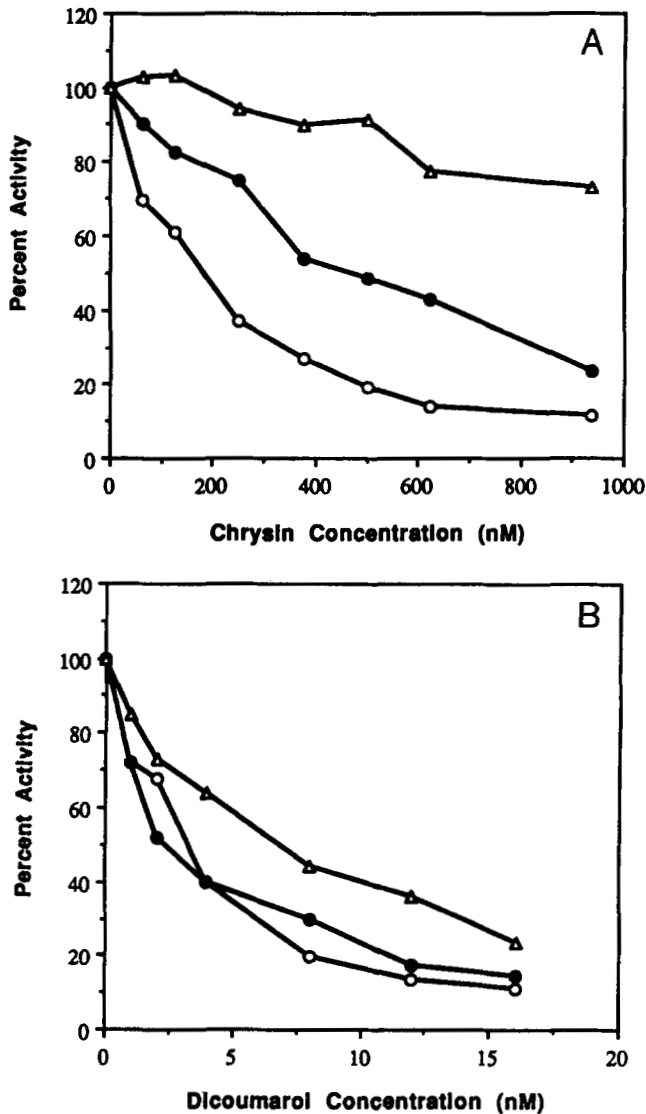 A
120
100
80
60
40
20
0
Percent Activity
0 200 400 600 800 1000
Chrysin Concentration (nM)
B
120
100
80
60
40
20
0
Percent Activity
0 5 10 15 20
Dicoumarol Concentration (nM)